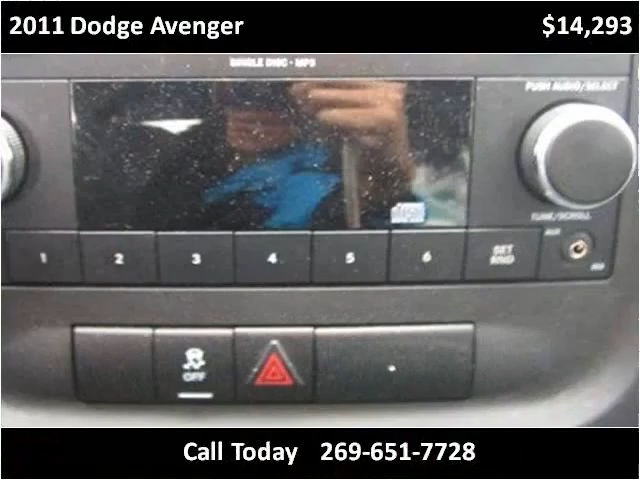 2011 Dodge Avenger $14,293
SINGLE DISC · MP3
PUSH AUDIO/SELECT
TUNE/SCROLL
AUX
1 2 3 4 5 6 SET RND
OFF
Call Today 269-651-7728